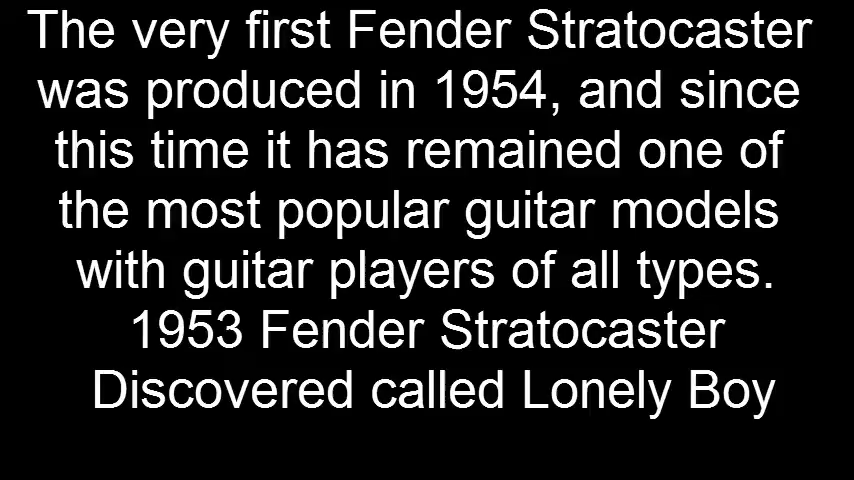 The very first Fender Stratocaster
was produced in 1954, and since
this time it has remained one of
the most popular guitar models
with guitar players of all types.
1953 Fender Stratocaster
Discovered called Lonely Boy